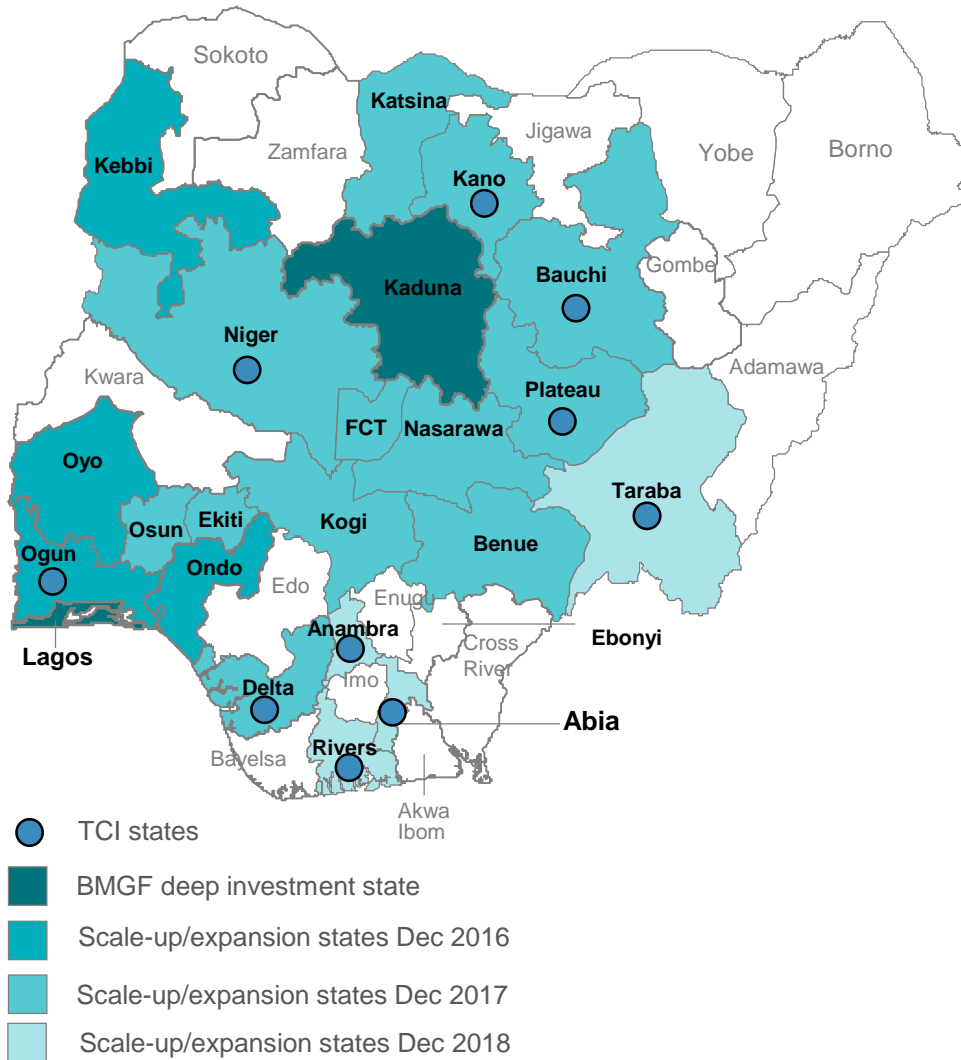 Sokoto
Katsina
Jigawa
Kebbi
Zamfara
Yobe
Borno
Kano
Bauchi
Gombe
Kaduna
Niger
Adamawa
Kwara
Plateau
FCT
Nasarawa
Oyo
Taraba
Osun
Ekiti
Kogi
Benue
Ogun
Ondo
Edo
Enugu
Anambra
Ebonyi
Cross
River
Lagos
Imo
Delta
Abia
Rivers
Bayelsa
Akwa
Ibom
TCI states
BMGF deep investment state
Scale-up/expansion states Dec 2016
Scale-up/expansion states Dec 2017
Scale-up/expansion states Dec 2018